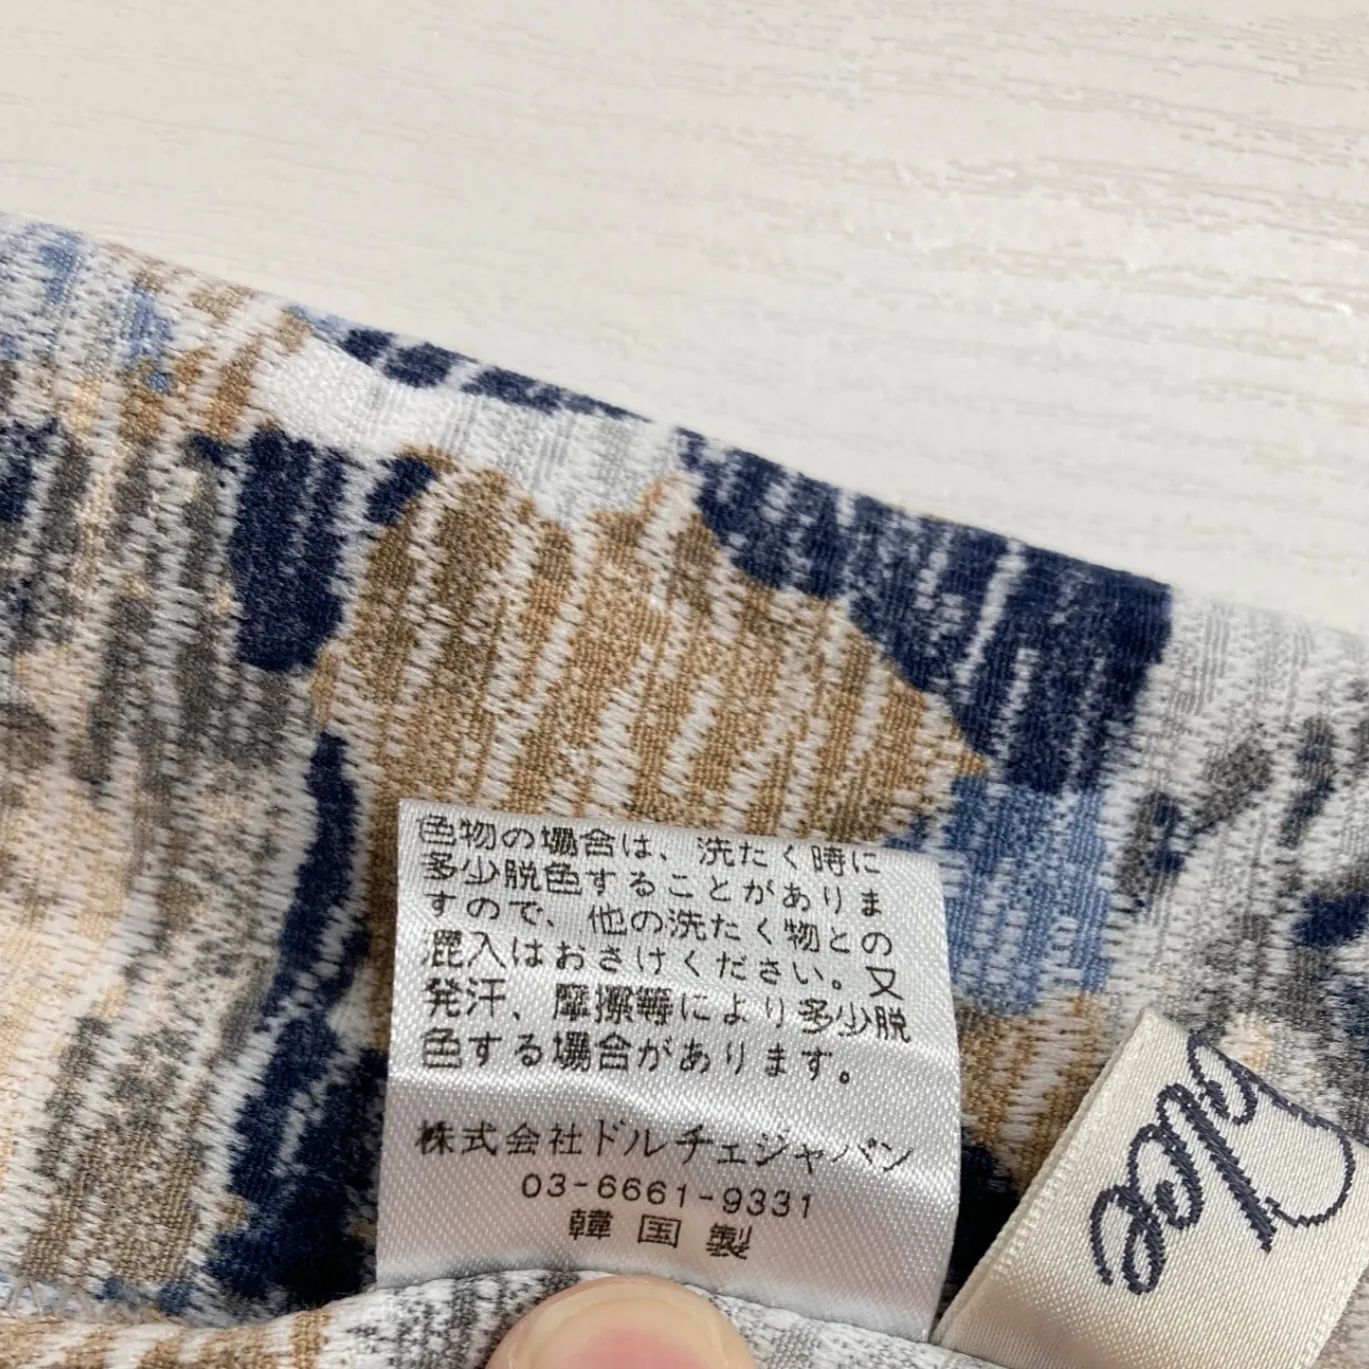 色物の場合は、洗たく時に
多少脱色することがありま
すので、他の洗たく物との
混入はおさけください。又
発汗、摩擦等により多少脱
色する場合があります。
株式会社ドルチェジャパン
03-6661-9331
韓国製